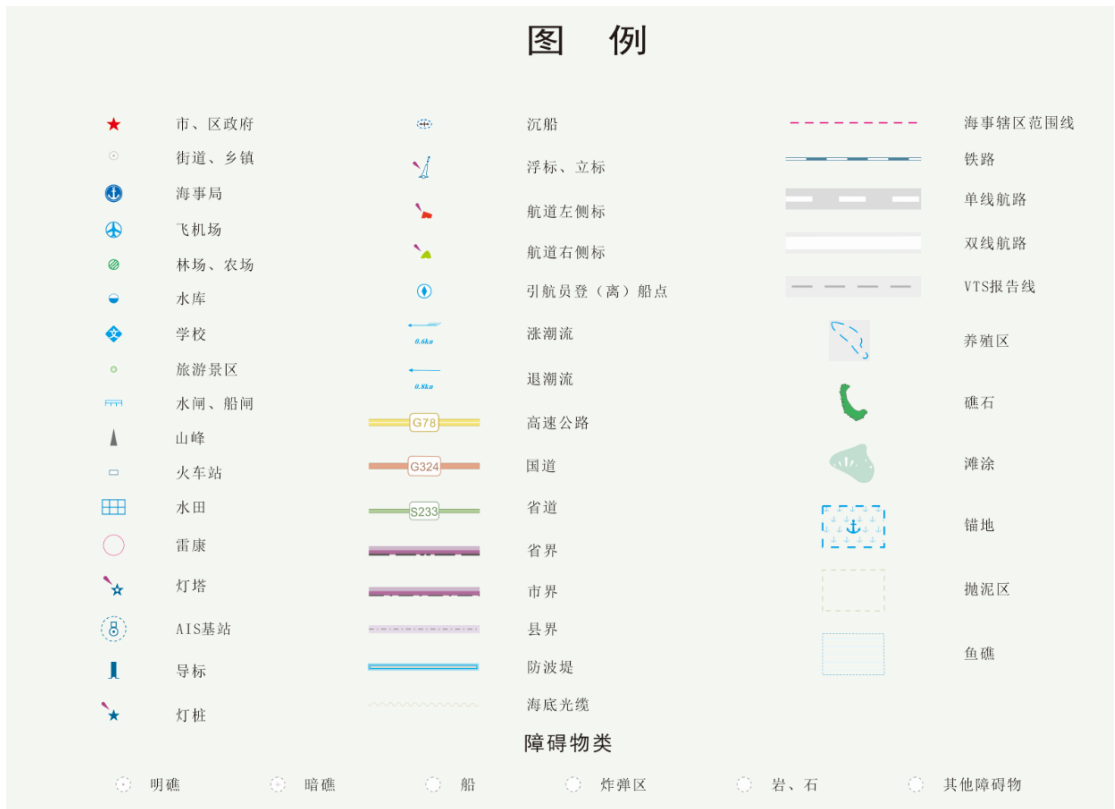 图 例
市、区政府
街道、乡镇
海事局
飞机场
林场、农场
水库
文
学校
旅游景区
水闸、船闸
山峰
火车站
水田
雷康
灯塔
AIS基站
导标
灯桩
沉船
浮标、立标
航道左侧标
航道右侧标
引航员登（离）船点
0.6kn
涨潮流
0.8kn
退潮流
G78
高速公路
G324
国道
S233
省道
省界
市界
县界
防波堤
海底光缆
海事辖区范围线
铁路
单线航路
双线航路
VTS报告线
养殖区
礁石
滩涂
锚地
抛泥区
鱼礁
障碍物类
明礁 暗礁 船 炸弹区 岩、石 其他障碍物